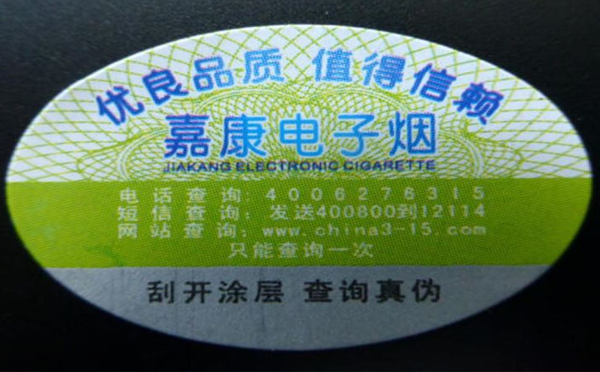 优良品质 值得信赖
嘉康电子烟
JIAKANG ELECTRONIC CIGARETTE
电话查询:4006276315
短信查询:发送400800到12114
网站查询:www.china3-15.com
只能查询一次
刮开涂层 查询真伪